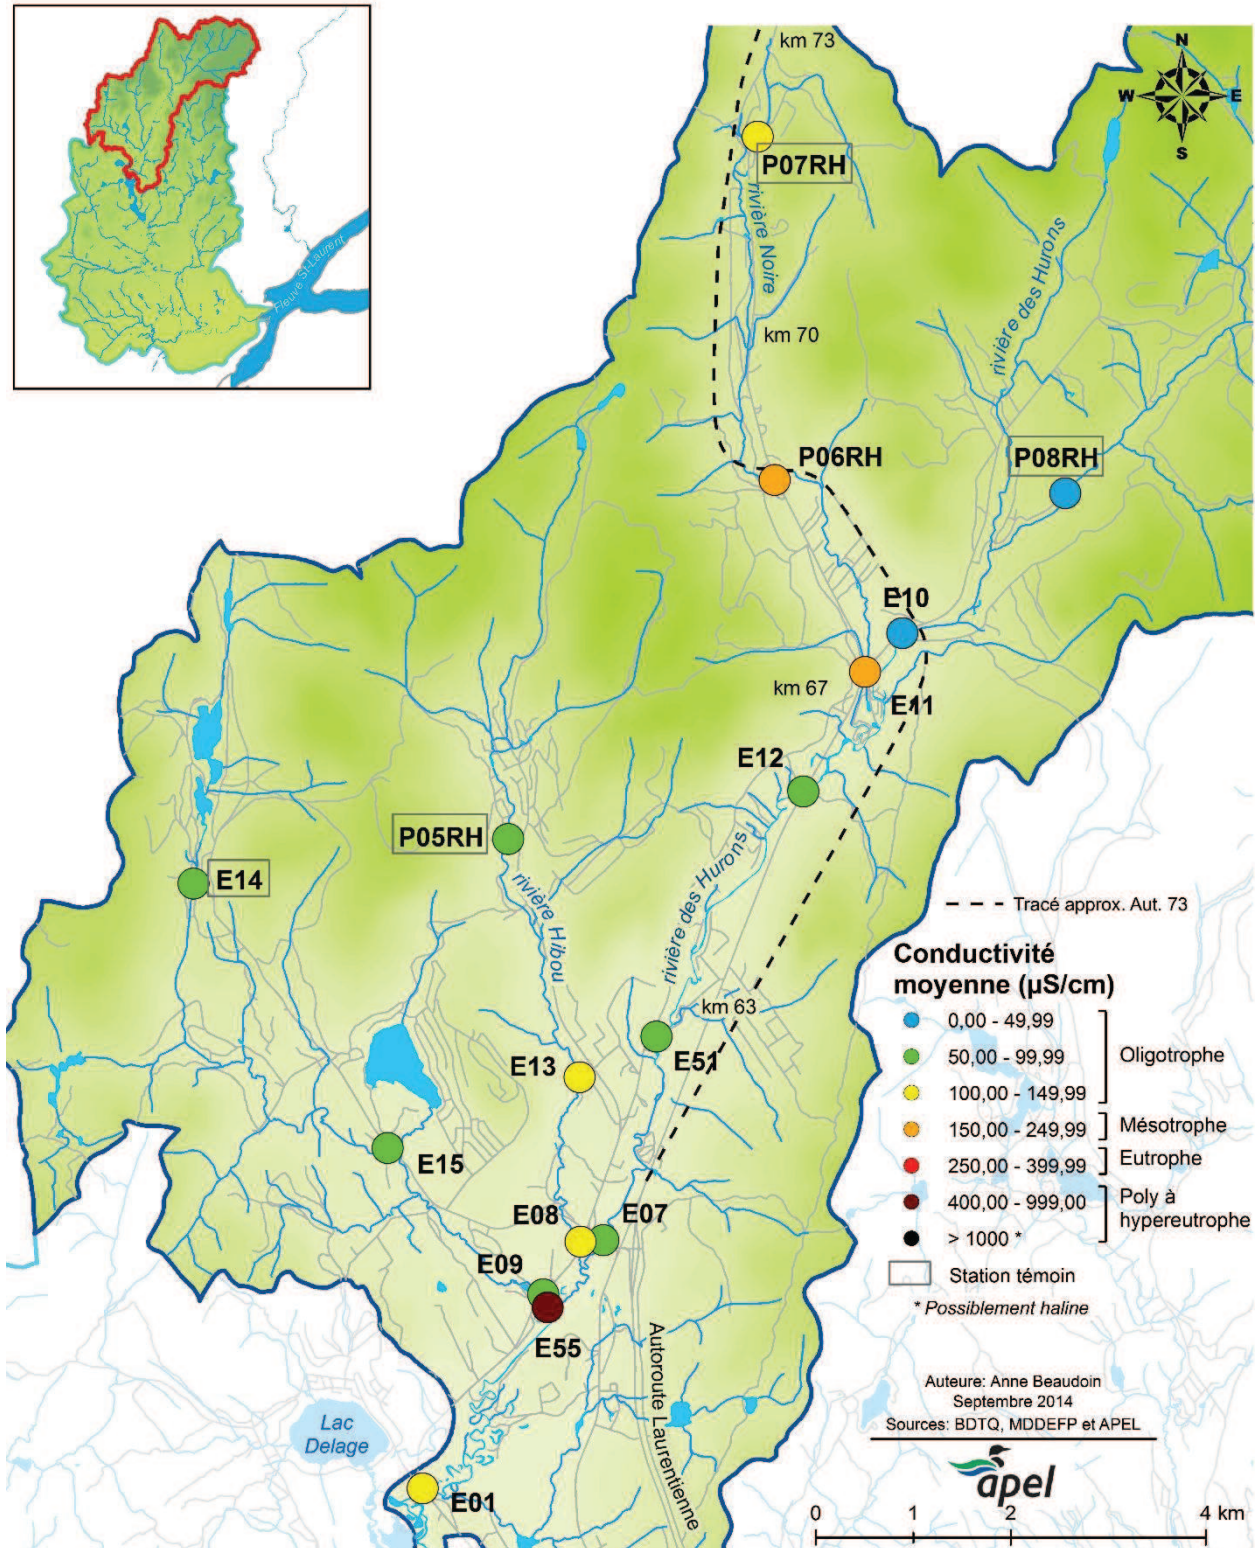 Fleuve St-Laurent
km 73
N
W
E
S
P07RH
rivière Noire
rivière des Hurons
km 70
P06RH
P08RH
E10
km 67
E11
E12
P05RH
E14
rivière Hibou
rivière des Hurons
Tracé approx. Aut. 73
Conductivité
moyenne (µS/cm)
0,00 - 49,99
50,00 - 99,99
100,00 - 149,99
Oligotrophe
150,00 - 249,99
Mésotrophe
250,00 - 399,99
Eutrophe
400,00 - 999,00
> 1000 *
Poly à
hypereutrophe
Station témoin
* Possiblement haline
km 63
E51
E13
E15
E08
E07
E09
E55
Autoroute Laurentienne
Lac
Delage
E01
Auteure: Anne Beaudoin
Septembre 2014
Sources: BDTQ, MDDEFP et APEL
apel
0 1 2 4 km